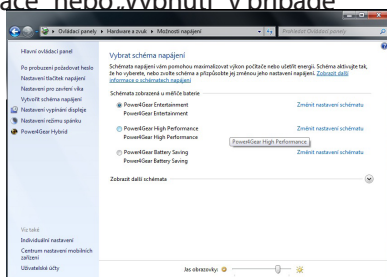 ace" nebo „Vypnutí" v případě
Ovládací panely ▸ Hardware a zvuk ▸ Možnosti napájení
Prohledat Ovládací panely
Hlavní ovládací panel
Po probuzení požadovat heslo
Nastavení tlačítek napájení
Nastavení pro zavření víka
Vytvořit schéma napájení
Nastavení vypínání displeje
Nastavení režimu spánku
Power4Gear Hybrid
Viz také
Individuální nastavení
Centrum nastavení mobilních
zařízení
Uživatelské účty
Vybrat schéma napájení
Schémata napájení vám pomohou maximalizovat výkon počítače nebo ušetřit energii. Schéma aktivujte tak,
že ho vyberete, nebo zvolte schéma a přizpůsobte jej změnou jeho nastavení napájení. Zobrazit další
informace o schématech napájení
Schémata zobrazená u měřiče baterie
Power4Gear Entertainment Změnit nastavení schématu
Power4Gear Entertainment
Power4Gear High Performance Změnit nastavení schématu
Power4Gear High Performance
Power4Gear High Performance
Power4Gear Battery Saving Změnit nastavení schématu
Power4Gear Battery Saving
Zobrazit další schémata
Jas obrazovky: